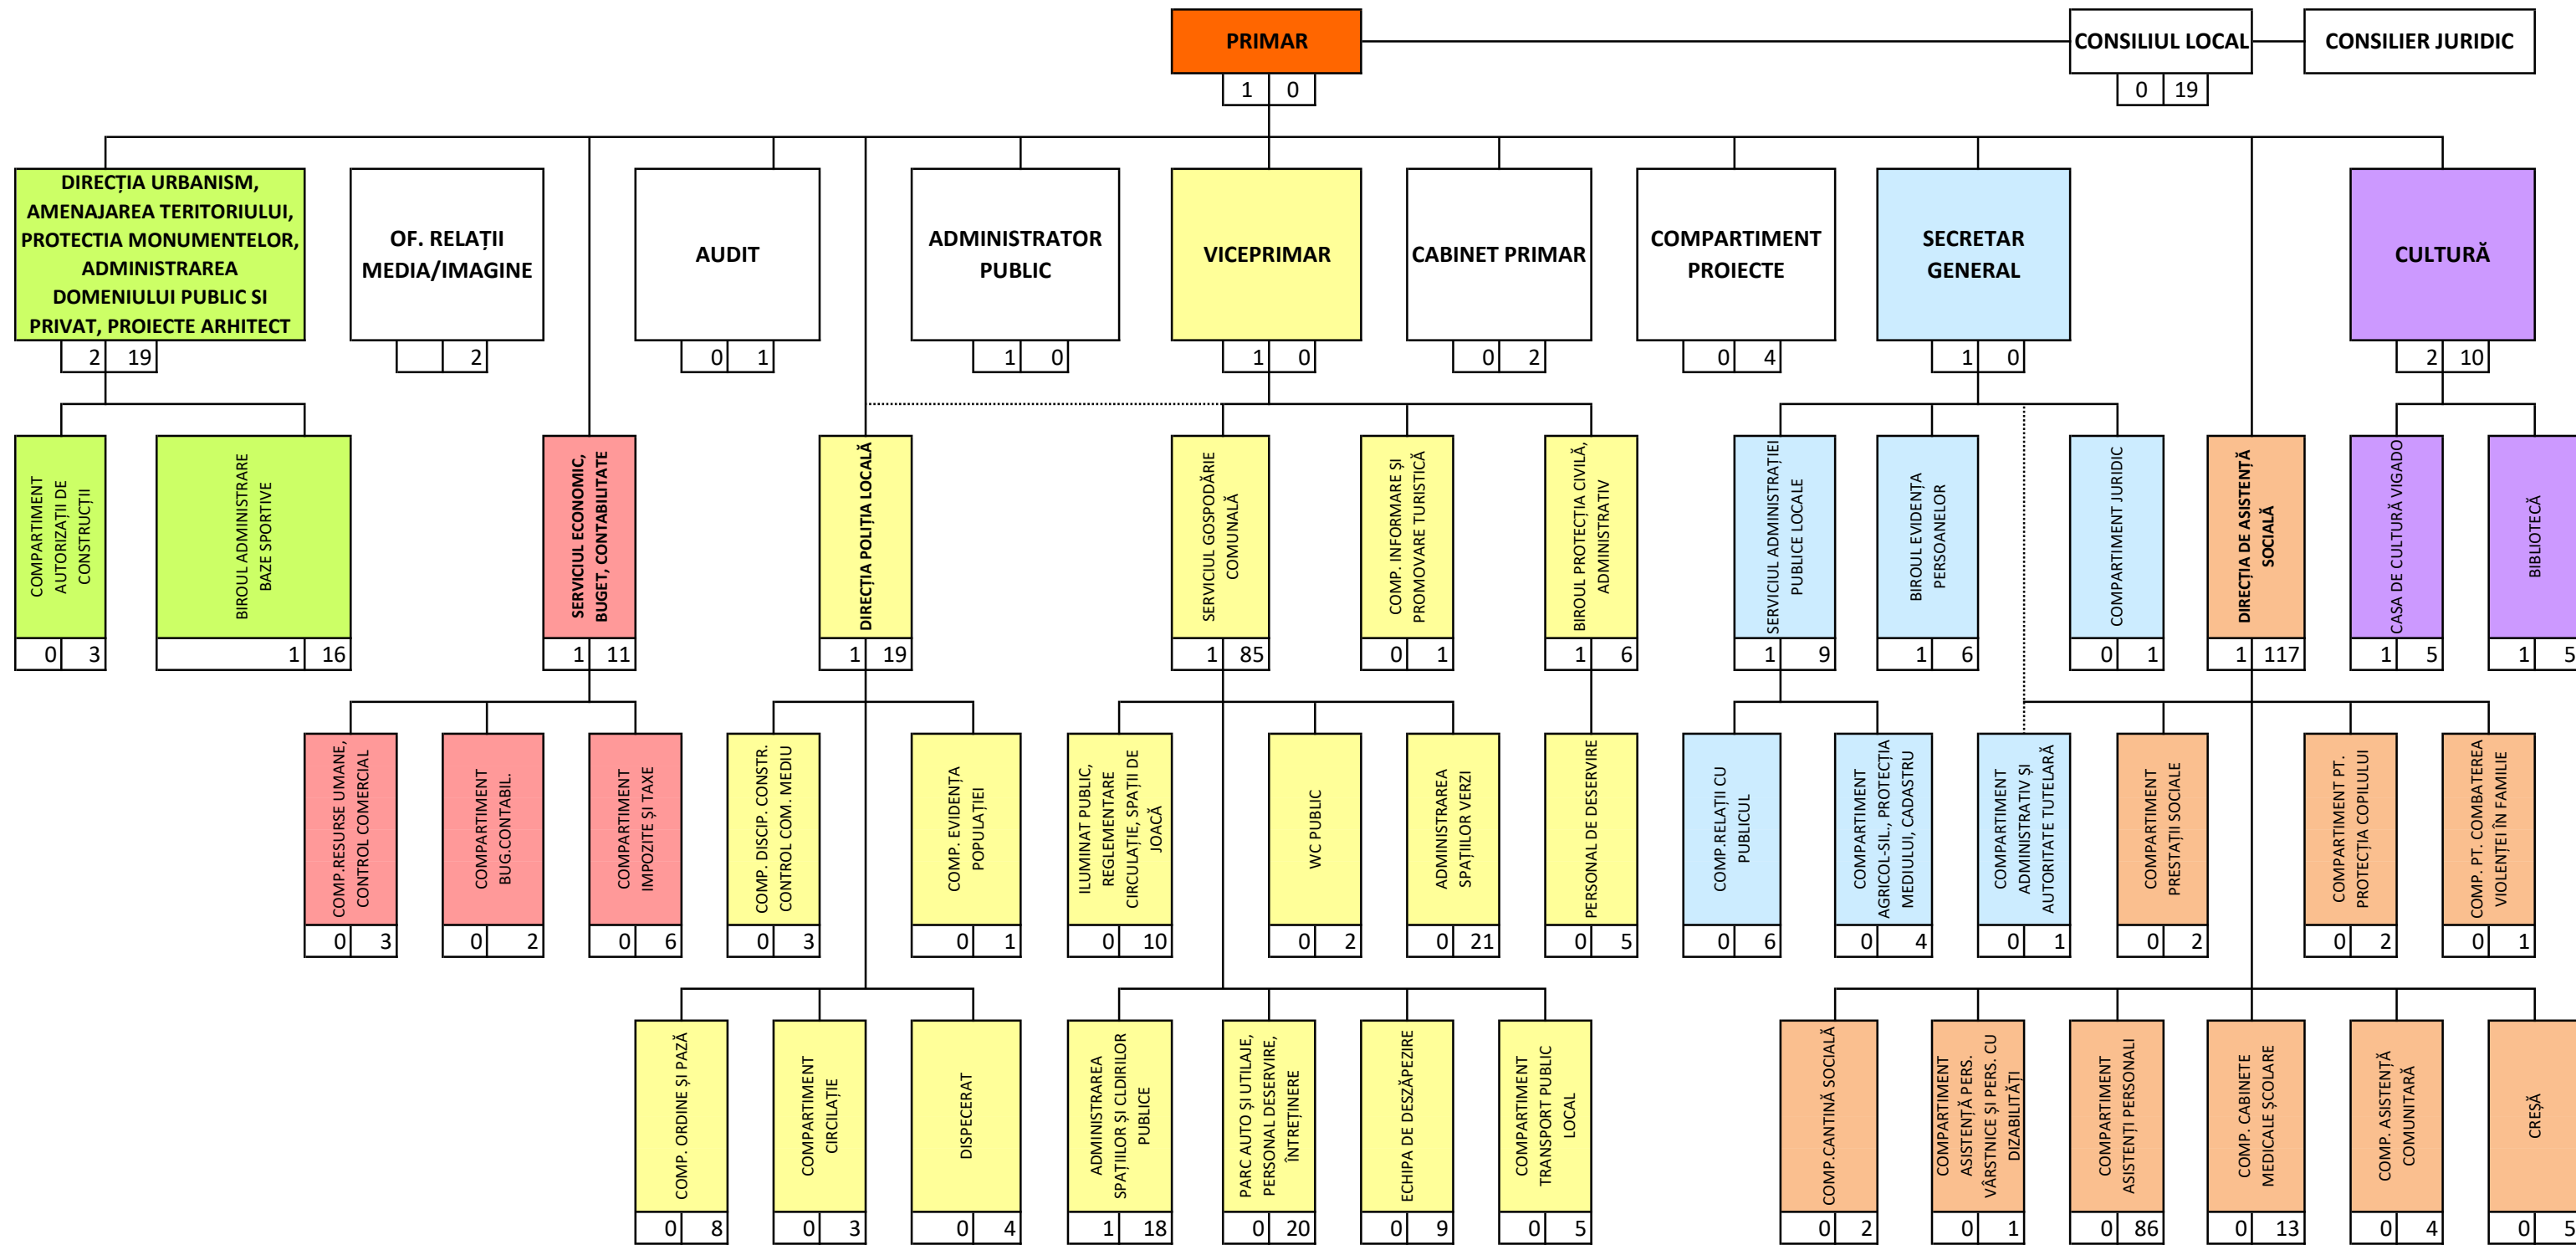 PRIMAR
CONSILIUL LOCAL
CONSILIER JURIDIC
1 0
0 19
DIRECȚIA URBANISM,
AMENAJAREA TERITORIULUI,
PROTECTIA MONUMENTELOR,
ADMINISTRAREA
DOMENIULUI PUBLIC SI
PRIVAT, PROIECTE ARHITECT
OF. RELAȚII
MEDIA/IMAGINE
AUDIT
ADMINISTRATOR
PUBLIC
VICEPRIMAR
CABINET PRIMAR
COMPARTIMENT
PROIECTE
SECRETAR
GENERAL
CULTURĂ
2 19
2
0 1
1 0
1 0
0 2
0 4
1 0
2 10
COMPARTIMENT
AUTORIZAȚII DE
CONSTRUCȚII
BIROUL ADMINISTRARE
BAZE SPORTIVE
SERVICIUL ECONOMIC,
BUGET, CONTABILITATE
DIRECȚIA POLIȚIA LOCALĂ
SERVICIUL GOSPODĂRIE
COMUNALĂ
COMP. INFORMARE ȘI
PROMOVARE TURISTICĂ
BIROUL PROTECȚIA CIVILĂ,
ADMINISTRATIV
SERVICIUL ADMINISTRAȚIEI
PUBLICE LOCALE
BIROUL EVIDENȚA
PERSOANELOR
COMPARTIMENT JURIDIC
DIRECȚIA DE ASISTENȚĂ
SOCIALĂ
CASA DE CULTURĂ VIGADO
BIBLIOTECĂ
0 3
1 16
1 11
1 19
1 85
0 1
1 6
1 9
1 6
0 1
1 117
1 5
1 5
COMP.RESURSE UMANE,
CONTROL COMERCIAL
COMPARTIMENT
BUG.CONTABIL.
COMPARTIMENT
IMPOZITE ȘI TAXE
COMP. DISCIP. CONSTR.
CONTROL COM. MEDIU
COMP. EVIDENȚA
POPULAȚIEI
ILUMINAT PUBLIC,
REGLEMENTARE
CIRCULAȚIE, SPAȚII DE
JOACĂ
WC PUBLIC
ADMINISTRAREA
SPAȚIILOR VERZI
PERSONAL DE DESERVIRE
COMP.RELAȚII CU
PUBLICUL
COMPARTIMENT
AGRICOL-SIL., PROTECȚIA
MEDIULUI, CADASTRU
COMPARTIMENT
ADMINISTRATIV ȘI
AUTORITATE TUTELARĂ
COMPARTIMENT
PRESTAȚII SOCIALE
COMPARTIMENT PT.
PROTECȚIA COPILULUI
COMP. PT. COMBATEREA
VIOLENȚEI ÎN FAMILIE
0 3
0 2
0 6
0 3
0 1
0 10
0 2
0 21
0 5
0 6
0 4
0 1
0 2
0 2
0 1
COMP. ORDINE ȘI PAZĂ
COMPARTIMENT
CIRCILAȚIE
DISPECERAT
ADMINISTRAREA
SPAȚIILOR ȘI CLDIRILOR
PUBLICE
PARC AUTO ȘI UTILAJE,
PERSONAL DESERVIRE,
ÎNTREȚINERE
ECHIPA DE DESZĂPEZIRE
COMPARTIMENT
TRANSPORT PUBLIC
LOCAL
COMP.CANTINĂ SOCIALĂ
COMPARTIMENT
ASISTENȚĂ PERS.
VÂRSTNICE ȘI PERS. CU
DIZABILITĂȚI
COMPARTIMENT
ASISTENȚI PERSONALI
COMP. CABINETE
MEDICALE ȘCOLARE
COMP. ASISTENȚĂ
COMUNITARĂ
CREȘĂ
0 8
0 3
0 4
1 18
0 20
0 9
0 5
0 2
0 1
0 86
0 13
0 4
0 5